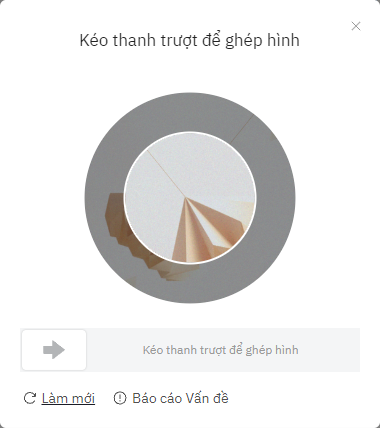 Kéo thanh trượt để ghép hình
Kéo thanh trượt để ghép hình
Làm mới
Báo cáo Vấn đề